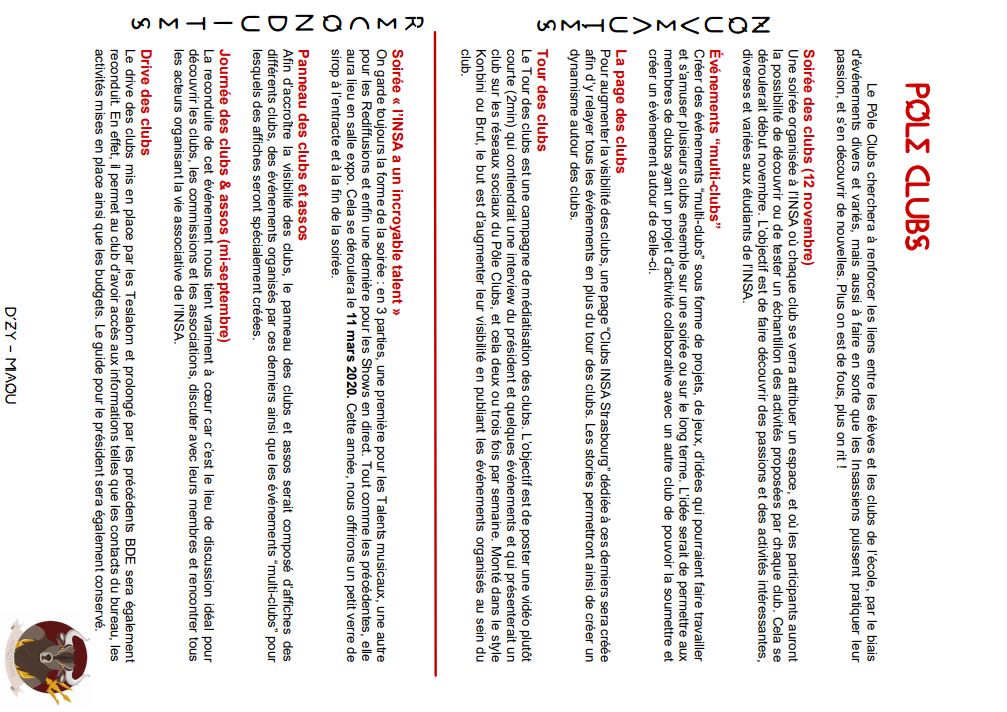 PÔLE CLUBS
Le Pôle Clubs cherchera à renforcer les liens entre les élèves et les clubs de l’école, par le biais
d'événements divers et variés, mais aussi à faire en sorte que les Insassiens puissent pratiquer leur
passion, et s’en découvrir de nouvelles. Plus on est de fous, plus on rit !
NOUVEAUTÉS
Soirée des clubs (12 novembre)
Une soirée organisée à l’INSA où chaque club se verra attribuer un espace, et où les participants auront
la possibilité de découvrir ou de tester un échantillon des activités proposées par chaque club. Cela se
déroulerait début novembre. L’objectif est de faire découvrir des passions et des activités intéressantes,
diverses et variées aux étudiants de l’INSA.
Événements “multi-clubs”
Créer des événements “multi-clubs” sous forme de projets, de jeux, d’idées qui pourraient faire travailler
et s’amuser plusieurs clubs ensemble sur une soirée ou sur le long terme. L’idée serait de permettre aux
membres de clubs ayant un projet d’activité collaborative avec un autre club de pouvoir la soumettre et
créer un évènement autour de celle-ci.
La page des clubs
Pour augmenter la visibilité des clubs, une page “Clubs INSA Strasbourg” dédiée à ces derniers sera créée
afin d’y relayer tous les événements en plus du tour des clubs. Les stories permettront ainsi de créer un
dynamisme autour des clubs.
Tour des clubs
Le Tour des clubs est une campagne de médiatisation des clubs. L’objectif est de poster une vidéo plutôt
courte (2min) qui contiendrait une interview du président et quelques événements et qui présenterait un
club sur les réseaux sociaux du Pôle Clubs, et cela deux ou trois fois par semaine. Monté dans le style
Konbini ou Brut, le but est d’augmenter leur visibilité en publiant les événements organisés au sein du
club.
RECONDUITES
Soirée « l’INSA a un incroyable talent »
On garde toujours la forme de la soirée : en 3 parties, une première pour les Talents musicaux, une autre
pour les Rediffusions et enfin une dernière pour les Shows en direct. Tout comme les précédentes, elle
aura lieu en salle expo. Cela se déroulera le 11 mars 2020. Cette année, nous offrirons un petit verre de
sirop à l’entracte et à la fin de la soirée.
Panneau des clubs et assos
Afin d’accroître la visibilité des clubs, le panneau des clubs et assos serait composé d’affiches des
différents clubs, des événements organisés par ces derniers ainsi que les événements “multi-clubs” pour
lesquels des affiches seront spécialement créées.
Journée des clubs & assos (mi-septembre)
La reconduite de cet événement nous tient vraiment à cœur car c’est le lieu de discussion idéal pour
découvrir les clubs, les commissions et les associations, discuter avec leurs membres et rencontrer tous
les acteurs organisant la vie associative de l’INSA.
Drive des clubs
Le drive des clubs mis en place par les Teslalom et prolongé par les précédents BDE sera également
reconduit. En effet, il permet au club d’avoir accès aux informations telles que les contacts du bureau, les
activités mises en place ainsi que les budgets. Le guide pour le président sera également conservé.
D'ZY - MIAOU